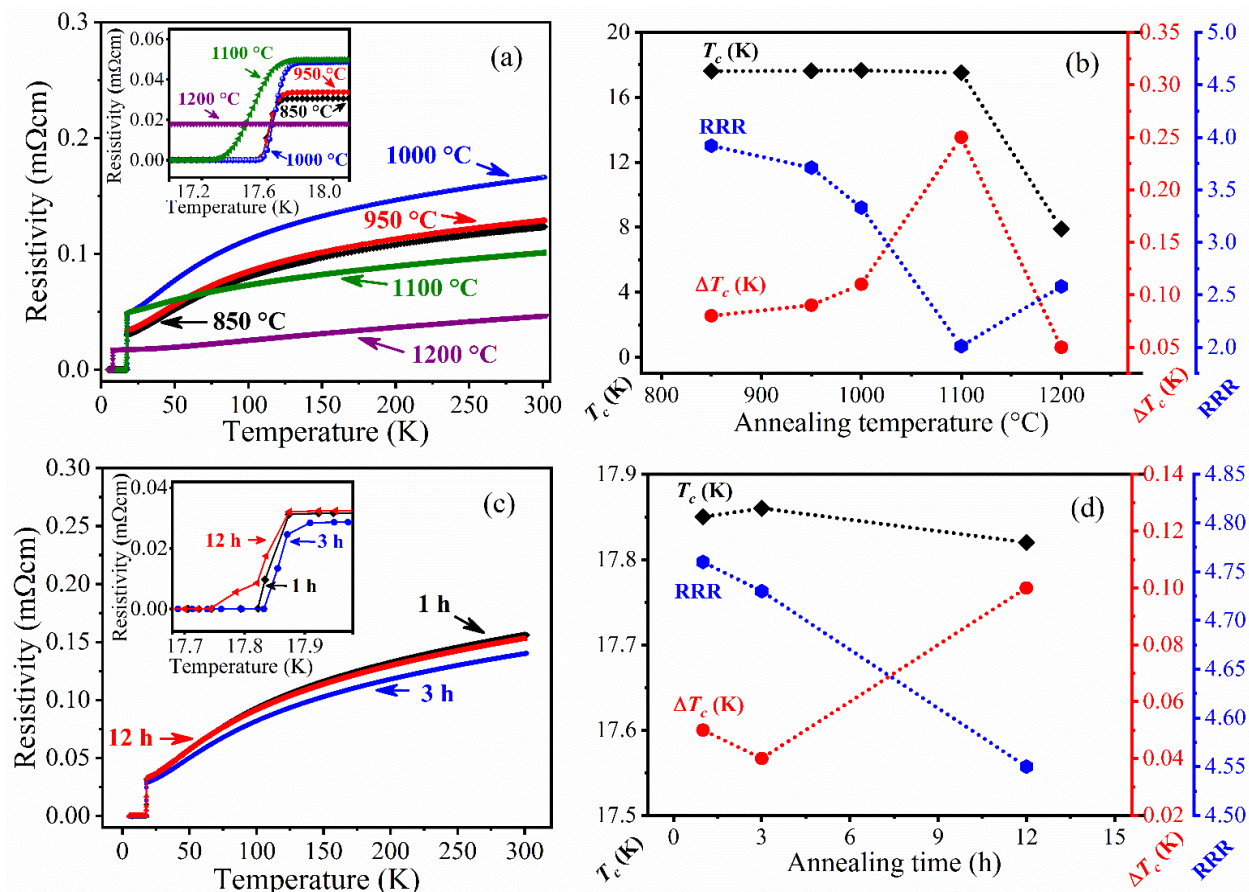 (a)
0.3
0.2
0.1
0.0
Resistivity (mΩcm)
0 50 100 150 200 250 300
Temperature (K)
1000 °C
950 °C
1100 °C
850 °C
1200 °C
0.06
0.04
0.02
0.00
Resistivity (mΩcm)
17.2 17.6 18.0
Temperature (K)
1100 °C
950 °C
1200 °C
850 °C
1000 °C
(b)
20
16
12
8
4
0
Tc (K)
800 900 1000 1100 1200
Annealing temperature (°C)
0.35
0.30
0.25
0.20
0.15
0.10
0.05
ΔTc (K)
5.0
4.5
4.0
3.5
3.0
2.5
2.0
RRR
Tc (K)
RRR
ΔTc (K)
(c)
0.30
0.25
0.20
0.15
0.10
0.05
0.00
Resistivity (mΩcm)
0 50 100 150 200 250 300
Temperature (K)
1 h
3 h
12 h
0.04
0.02
0.00
Resistivity (mΩcm)
17.7 17.8 17.9
Temperature (K)
12 h
3 h
1 h
(d)
17.9
17.8
17.7
17.6
17.5
Tc (K)
0 3 6 9 12 15
Annealing time (h)
0.14
0.12
0.10
0.08
0.06
0.04
0.02
ΔTc (K)
4.85
4.80
4.75
4.70
4.65
4.60
4.55
4.50
RRR
Tc (K)
RRR
ΔTc (K)